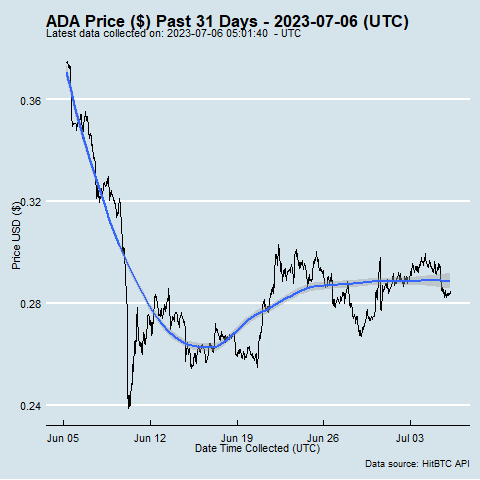 ADA Price ($) Past 31 Days - 2023-07-06 (UTC)
Latest data collected on: 2023-07-06 05:01:40  - UTC
Price USD ($)
0.36
0.32
0.28
0.24
Jun 05
Jun 12
Jun 19
Jun 26
Jul 03
Date Time Collected (UTC)
Data source: HitBTC API